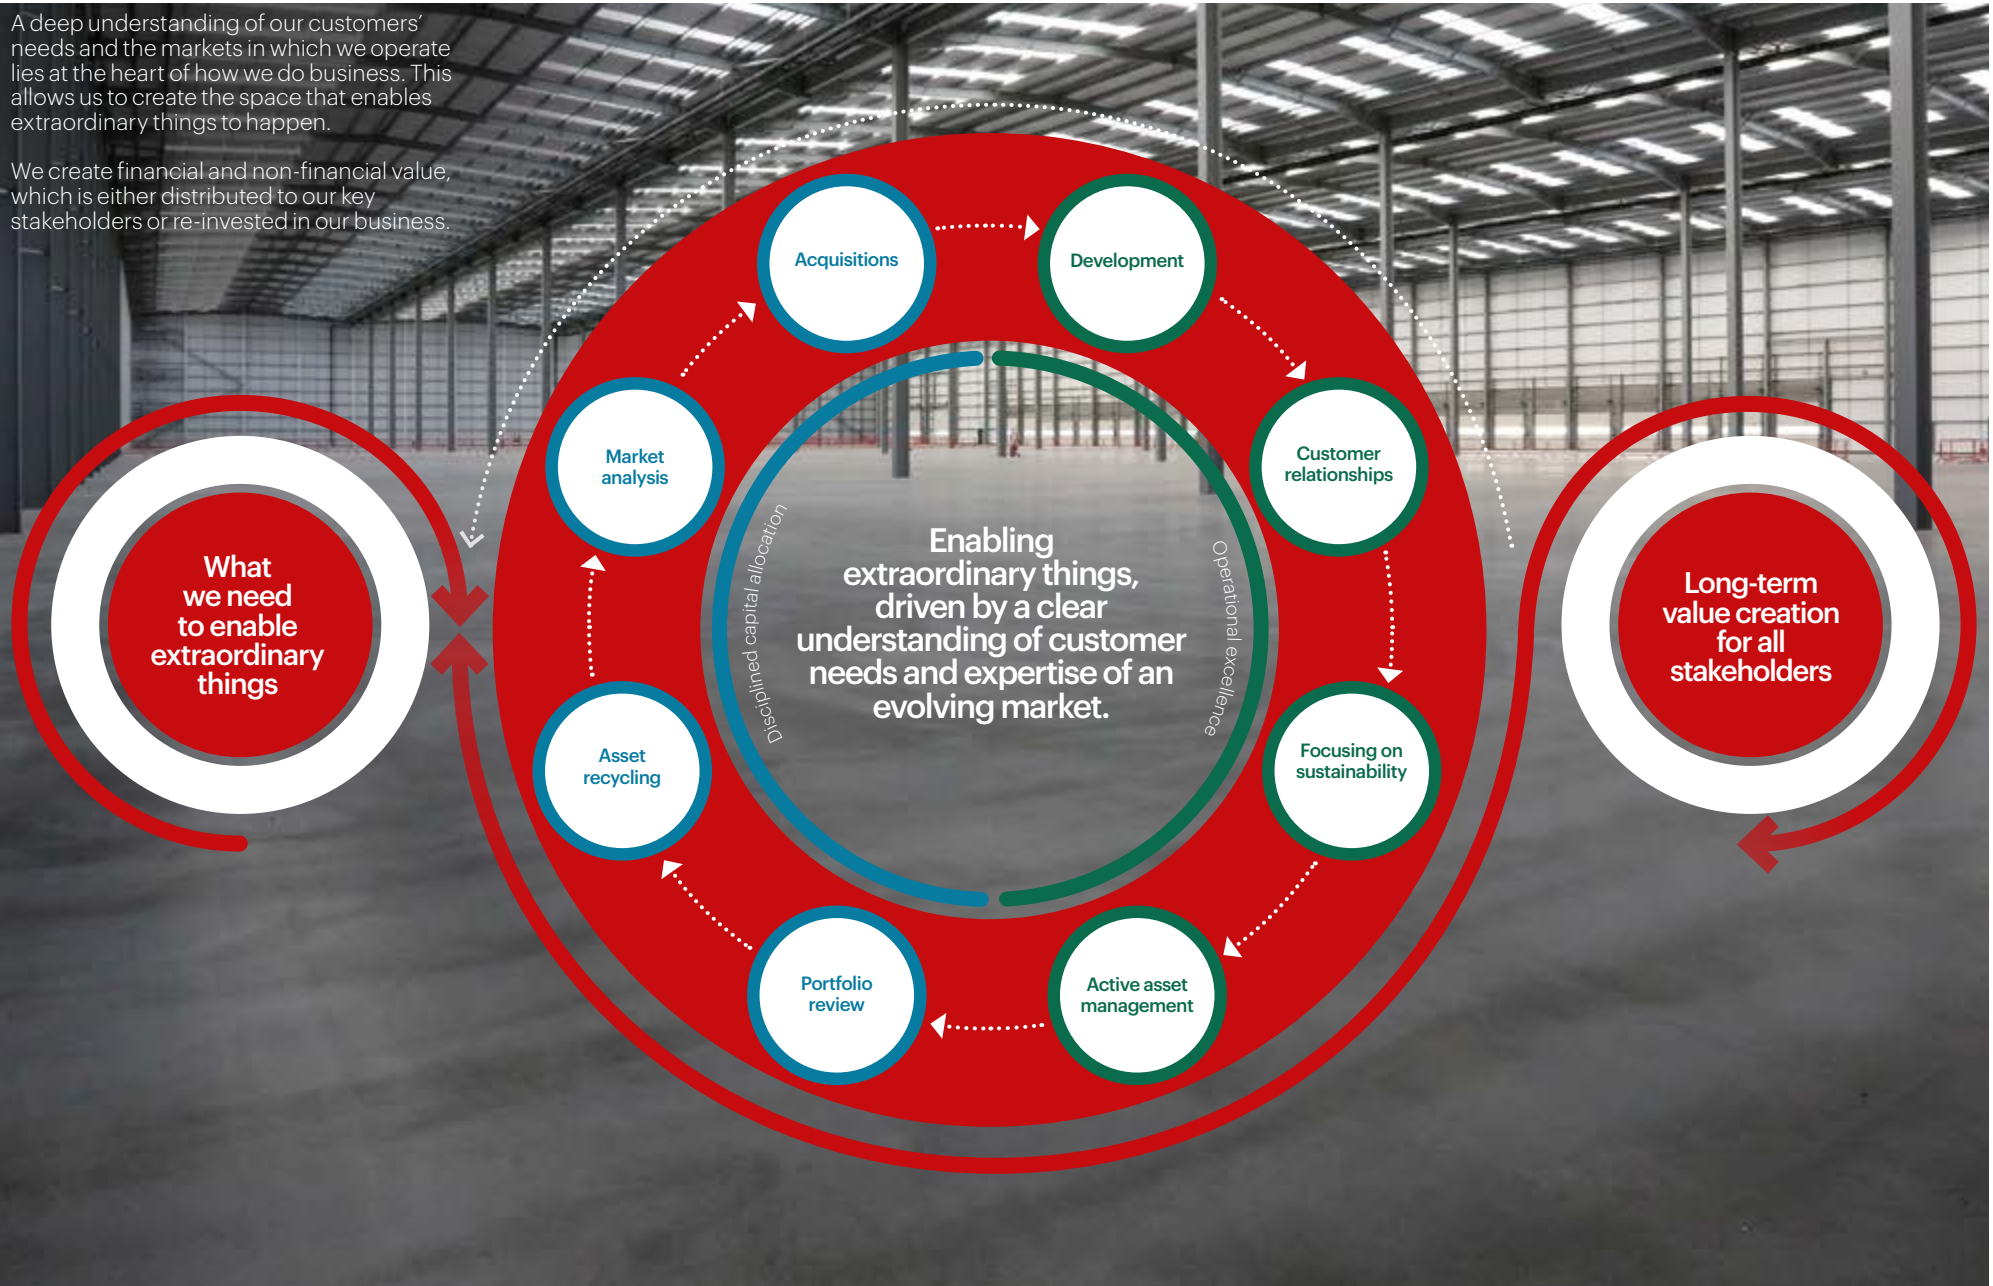 A deep understanding of our customers’
needs and the markets in which we operate
lies at the heart of how we do business. This
allows us to create the space that enables
extraordinary things to happen.
We create financial and non-financial value,
which is either distributed to our key
stakeholders or re-invested in our business.
What
we need
to enable
extraordinary
things
Acquisitions
Development
Customer
relationships
Focusing on
sustainability
Active asset
management
Portfolio
review
Asset
recycling
Market
analysis
Disciplined capital allocation
Enabling
extraordinary things,
driven by a clear
understanding of customer
needs and expertise of an
evolving market.
Operational excellence
Long-term
value creation
for all
stakeholders